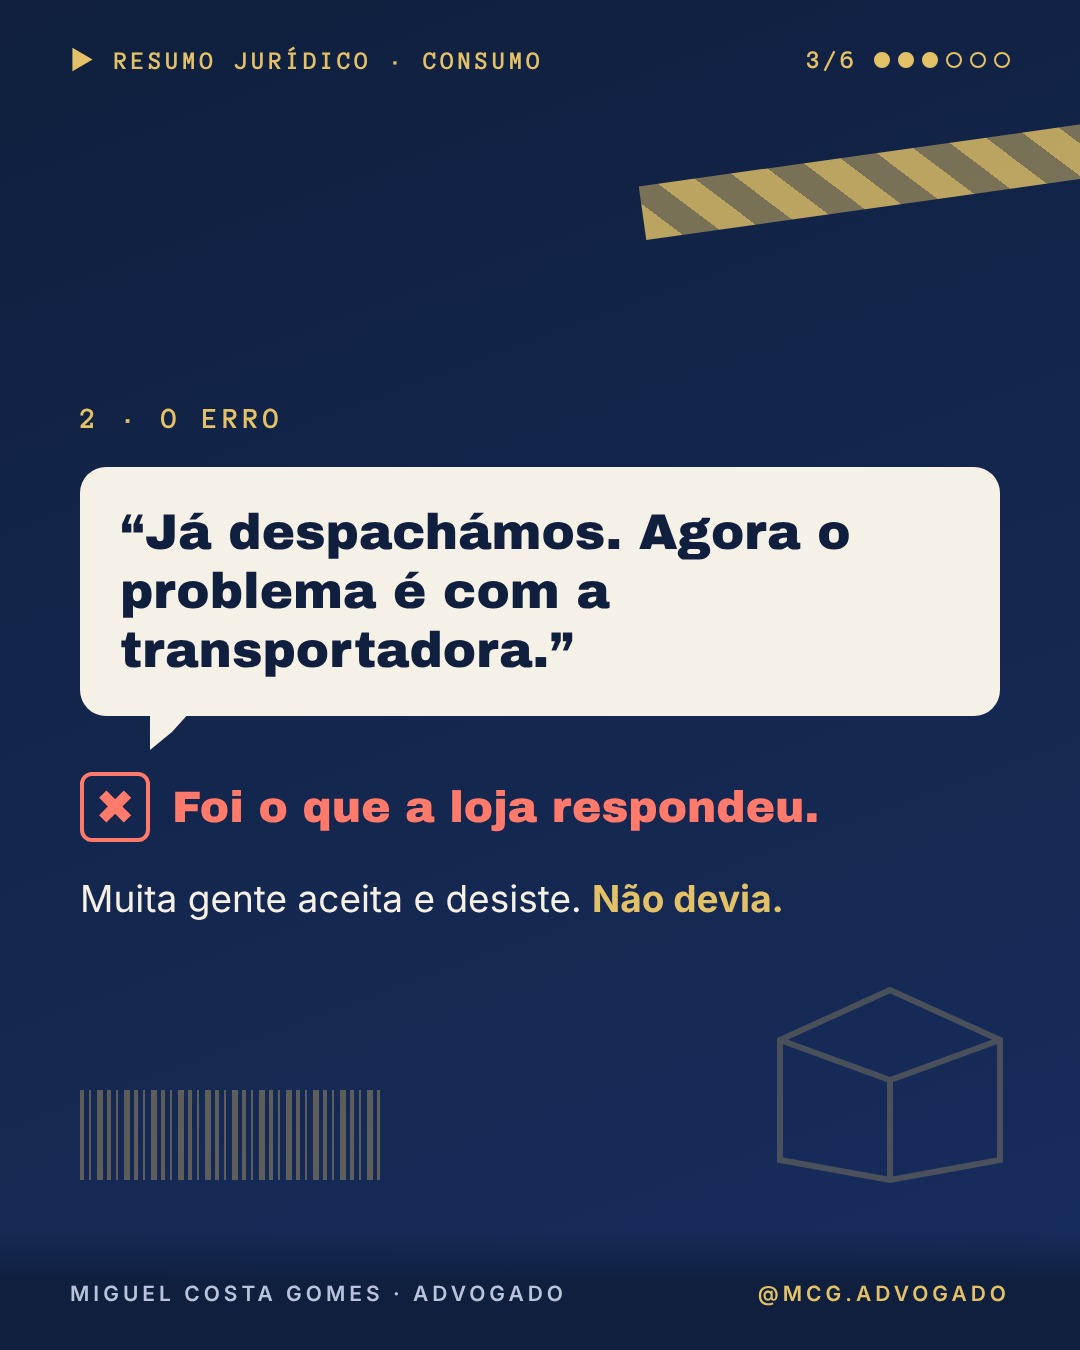 ▶ RESUMO JURÍDICO · CONSUMO
3/6
2 · O ERRO
“Já despachámos. Agora o
problema é com a
transportadora.”
✖ Foi o que a loja respondeu.
Muita gente aceita e desiste. Não devia.
MIGUEL COSTA GOMES · ADVOGADO
@MCG.ADVOGADO